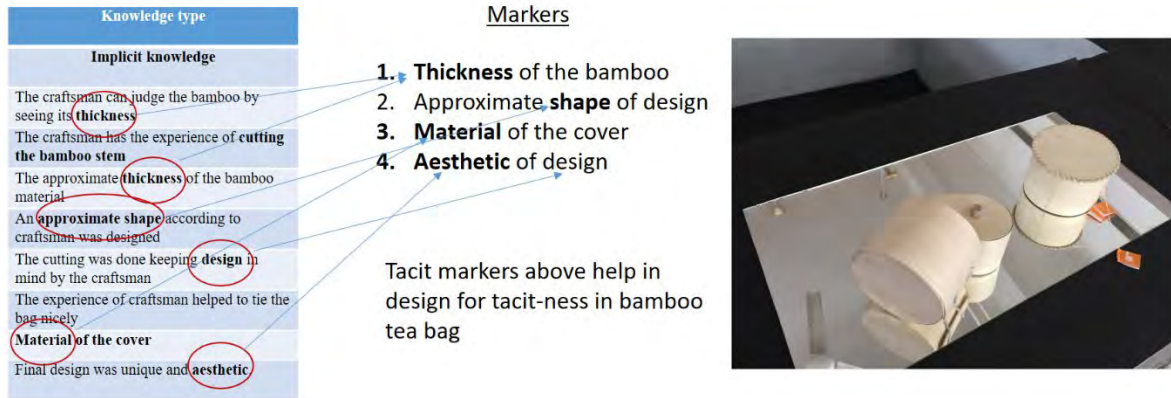 Knowledge type
Implicit knowledge
The craftsman can judge the bamboo by
seeing its thickness
The craftsman has the experience of cutting
the bamboo stem
The approximate thickness of the bamboo
material
An approximate shape according to
craftsman was designed
The cutting was done keeping design in
mind by the craftsman
The experience of craftsman helped to tie the
bag nicely
Material of the cover
Final design was unique and aesthetic
Markers
1. Thickness of the bamboo
2. Approximate shape of design
3. Material of the cover
4. Aesthetic of design
Tacit markers above help in
design for tacit-ness in bamboo
tea bag